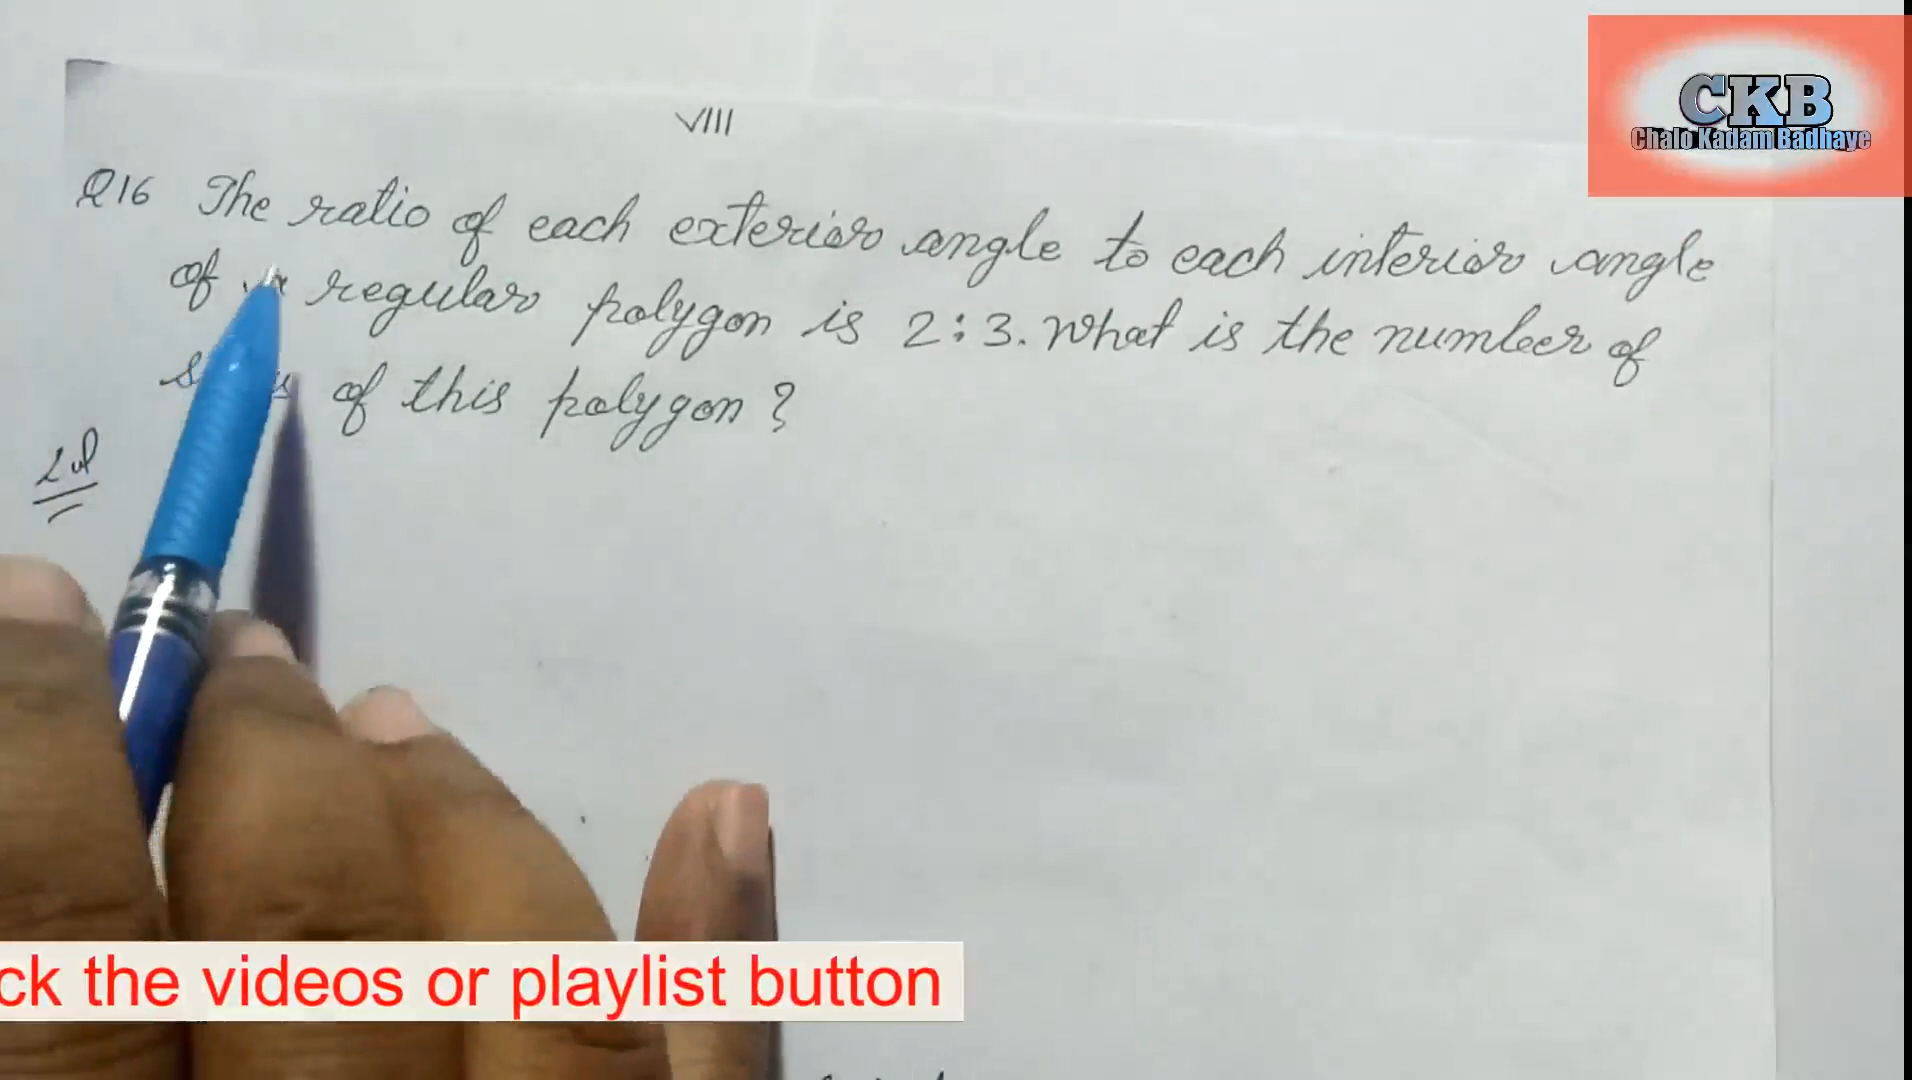 CKB
Chalo Kadam Badhaye
VIII
Q16 The ratio of each exterior angle to each interior angle
of regular polygon is 2:3. What is the number of
of this polygon?
ck the videos or playlist button